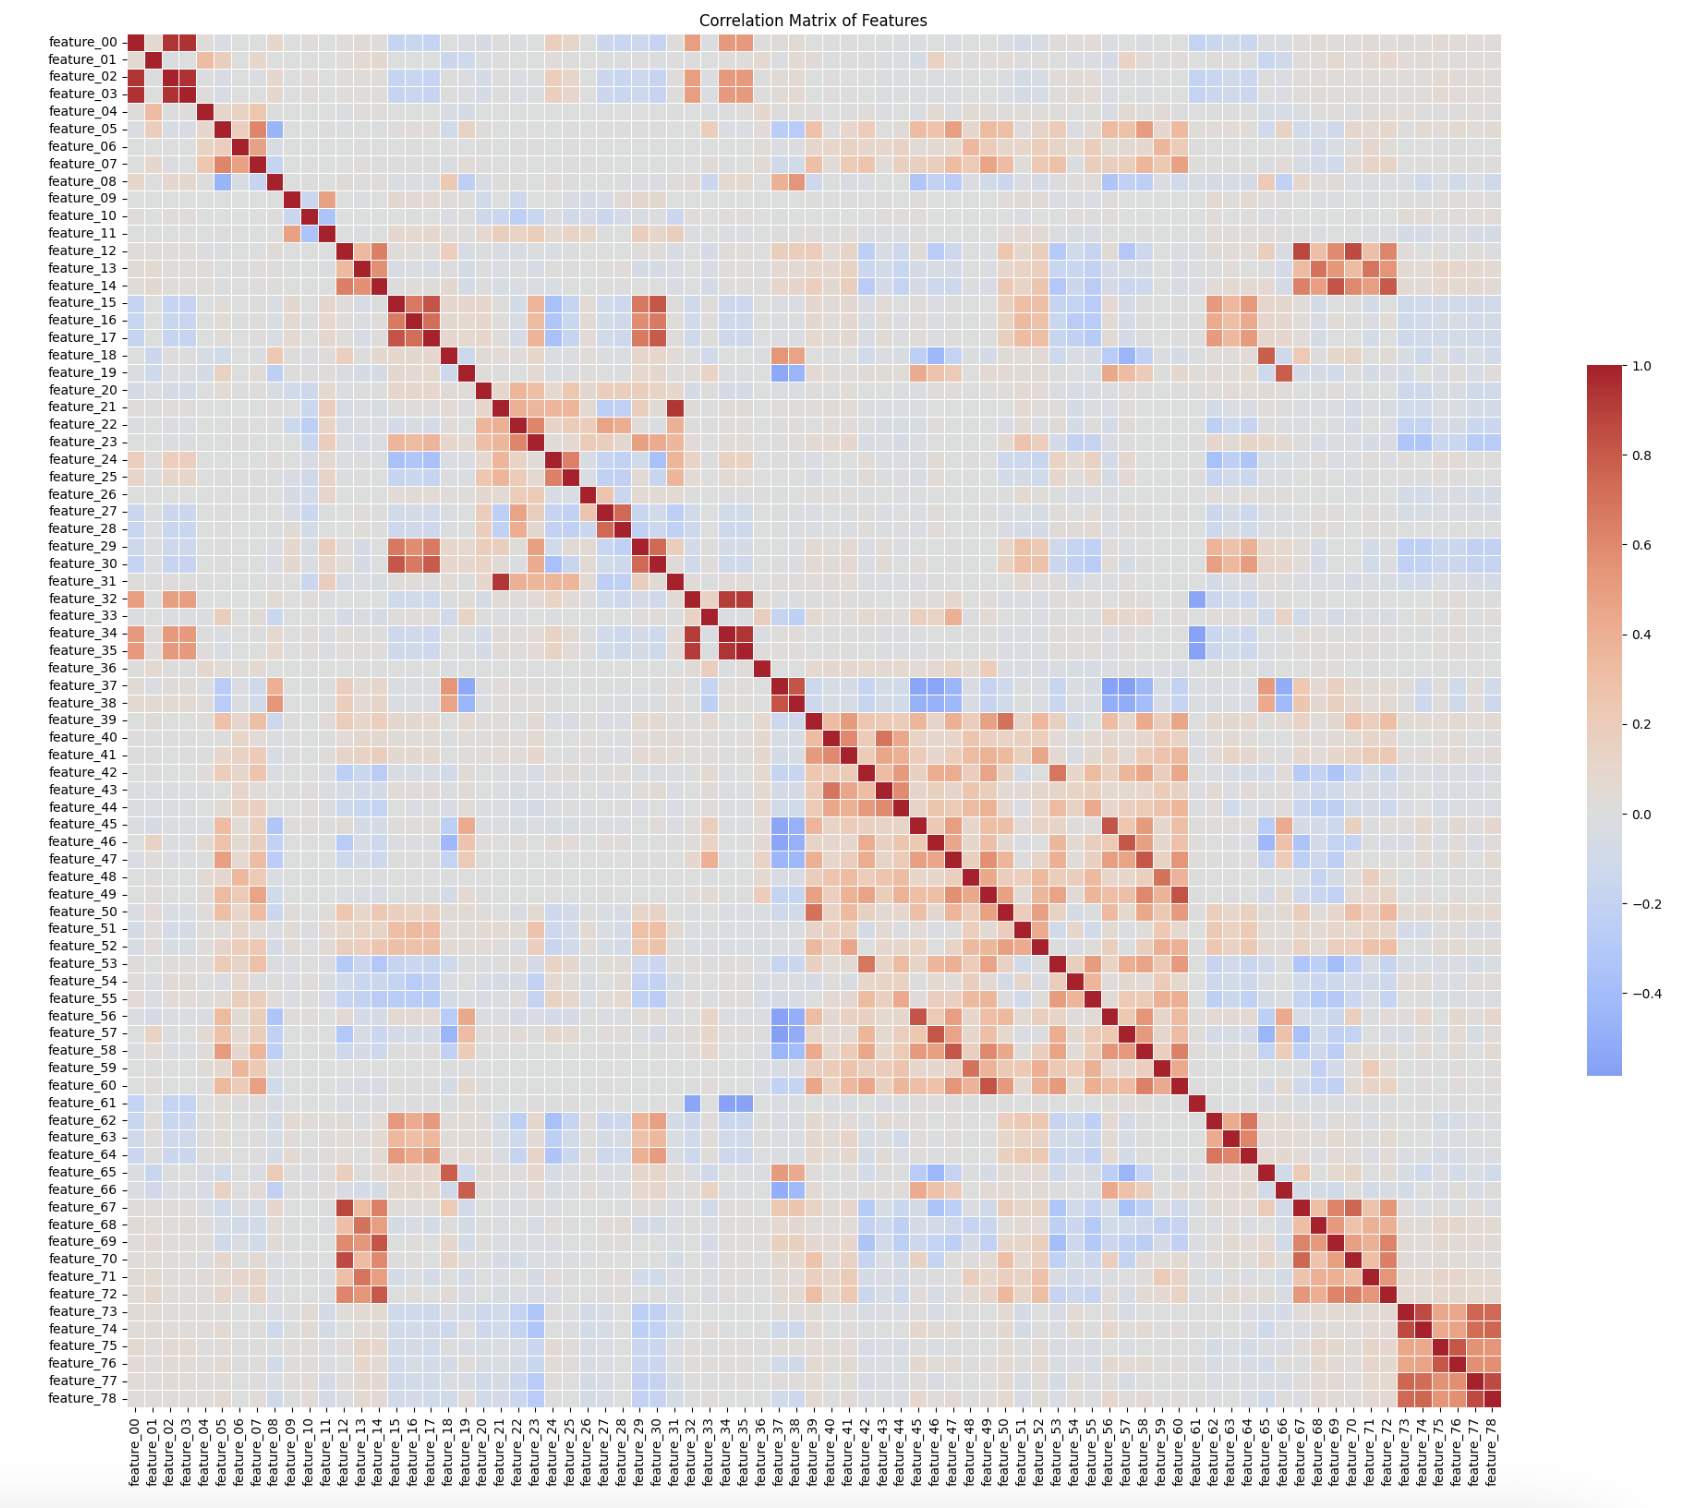 Correlation Matrix of Features
feature_00
feature_01
feature_02
feature_03
feature_04
feature_05
feature_06
feature_07
feature_08
feature_09
feature_10
feature_11
feature_12
feature_13
feature_14
feature_15
feature_16
feature_17
feature_18
feature_19
feature_20
feature_21
feature_22
feature_23
feature_24
feature_25
feature_26
feature_27
feature_28
feature_29
feature_30
feature_31
feature_32
feature_33
feature_34
feature_35
feature_36
feature_37
feature_38
feature_39
feature_40
feature_41
feature_42
feature_43
feature_44
feature_45
feature_46
feature_47
feature_48
feature_49
feature_50
feature_51
feature_52
feature_53
feature_54
feature_55
feature_56
feature_57
feature_58
feature_59
feature_60
feature_61
feature_62
feature_63
feature_64
feature_65
feature_66
feature_67
feature_68
feature_69
feature_70
feature_71
feature_72
feature_73
feature_74
feature_75
feature_76
feature_77
feature_78
feature_00
feature_01
feature_02
feature_03
feature_04
feature_05
feature_06
feature_07
feature_08
feature_09
feature_10
feature_11
feature_12
feature_13
feature_14
feature_15
feature_16
feature_17
feature_18
feature_19
feature_20
feature_21
feature_22
feature_23
feature_24
feature_25
feature_26
feature_27
feature_28
feature_29
feature_30
feature_31
feature_32
feature_33
feature_34
feature_35
feature_36
feature_37
feature_38
feature_39
feature_40
feature_41
feature_42
feature_43
feature_44
feature_45
feature_46
feature_47
feature_48
feature_49
feature_50
feature_51
feature_52
feature_53
feature_54
feature_55
feature_56
feature_57
feature_58
feature_59
feature_60
feature_61
feature_62
feature_63
feature_64
feature_65
feature_66
feature_67
feature_68
feature_69
feature_70
feature_71
feature_72
feature_73
feature_74
feature_75
feature_76
feature_77
feature_78
1.0
0.8
0.6
0.4
0.2
0.0
−0.2
−0.4